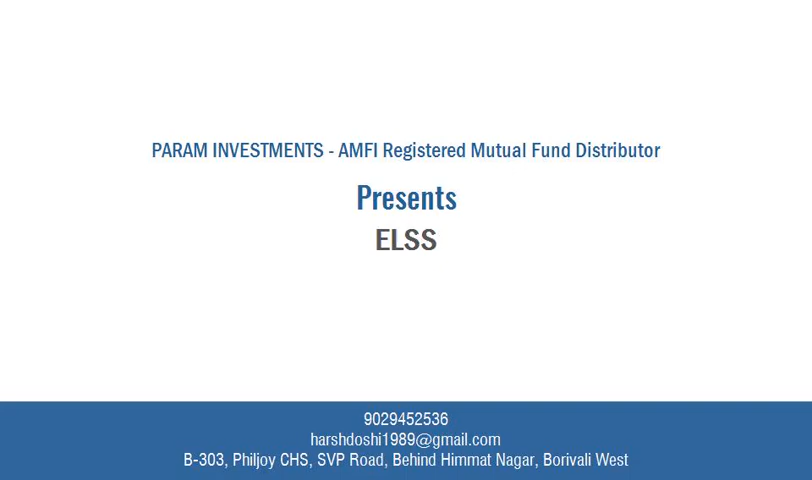 PARAM INVESTMENTS - AMFI Registered Mutual Fund Distributor
Presents
ELSS
9029452536
harshdoshi1989@gmail.com
B-303, Philjoy CHS, SVP Road, Behind Himmat Nagar, Borivali West